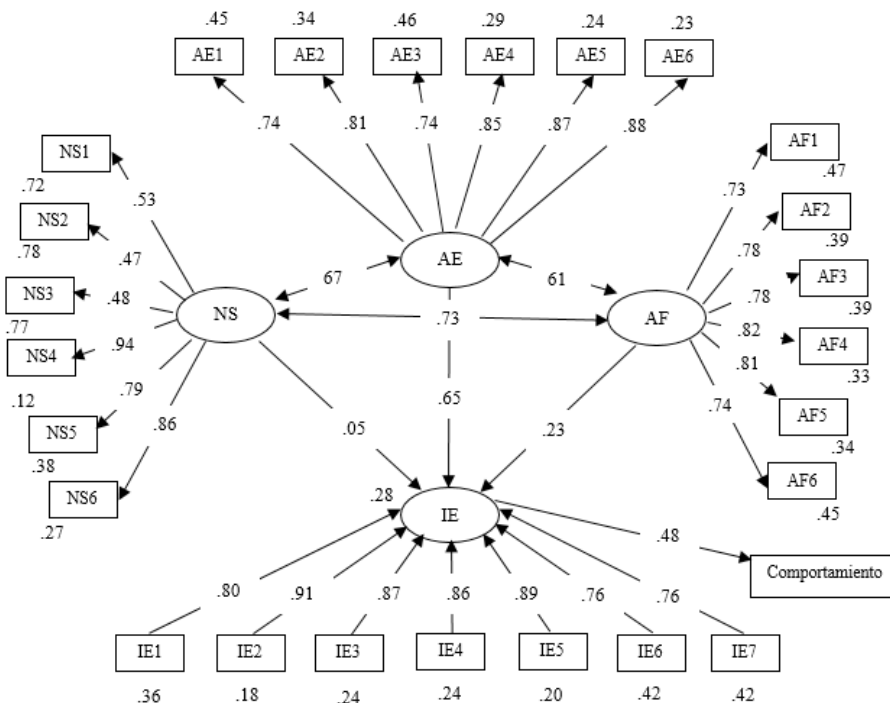 .45 .34 .46 .29 .24 .23
AE1 AE2 AE3 AE4 AE5 AE6
.74 .81 .74 .85 .87 .88
NS1
.72
.53
NS2
.78
.47
NS3
.77
.48
NS4
.12
.94
NS5
.38
.79
NS6
.27
.86
NS
AE
AF
67
61
.73
AF1
.47
.73
AF2
.39
.78
AF3
.39
.78
AF4
.33
.82
AF5
.34
.81
AF6
.45
.74
.05 .65 .23
.28
IE
.48
Comportamiento
.80 .91 .87 .86 .89 .76 .76
IE1 IE2 IE3 IE4 IE5 IE6 IE7
.36 .18 .24 .24 .20 .42 .42